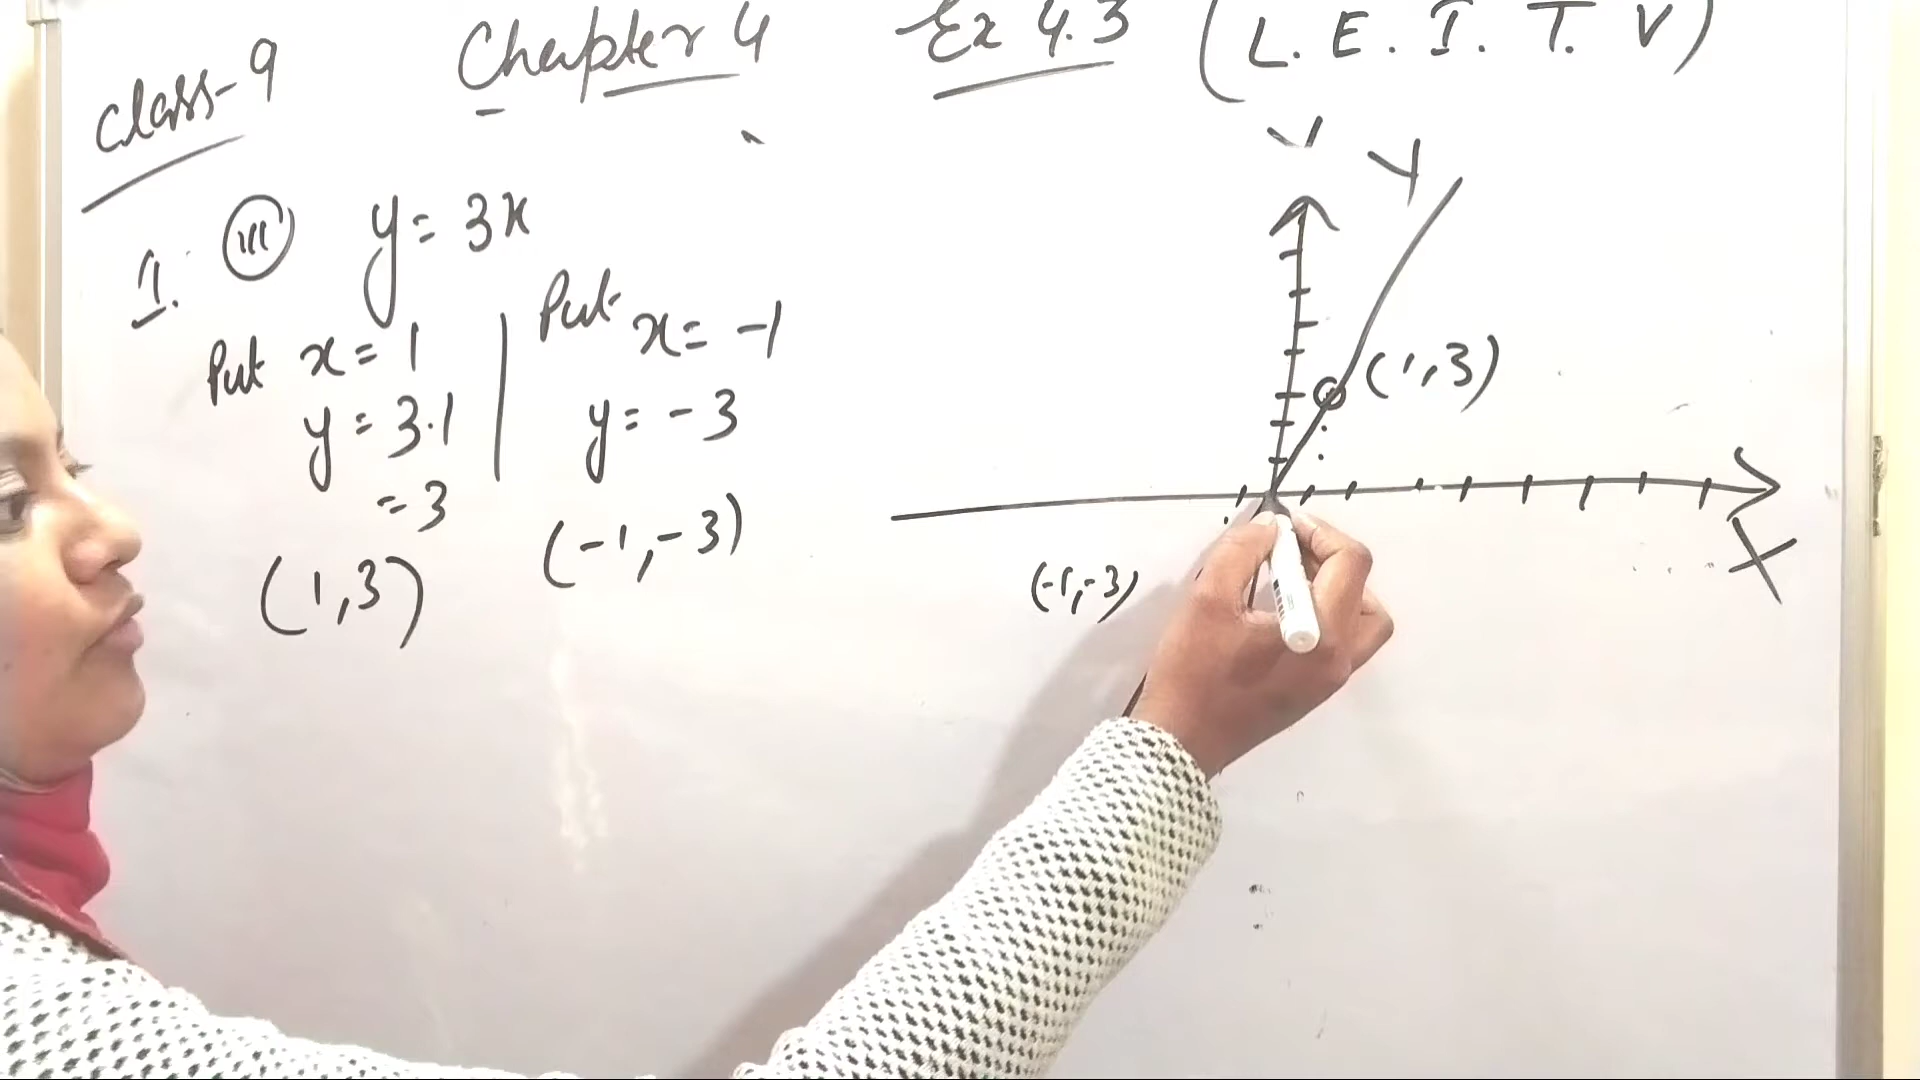 class-9 Chapter 4 Ex 4.3 (L. E. I. T. V)
1. (iii) y = 3x
Put x = 1
y = 3.1
= 3
(1,3)
Put x = -1
y = -3
(-1,-3)
Y
(1,3)
(-1,-3)
X